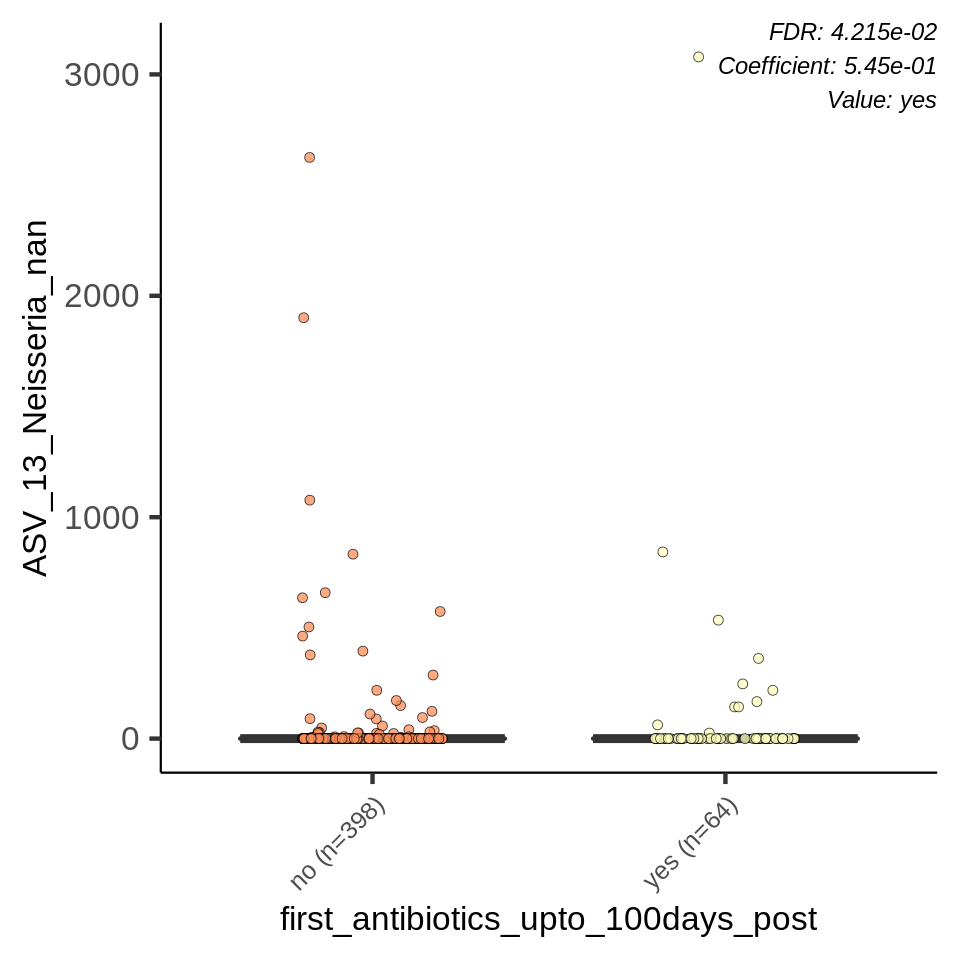 FDR: 4.215e-02
Coefficient: 5.45e-01
Value: yes
ASV_13_Neisseria_nan
3000
2000
1000
0
no (n=398)
yes (n=64)
first_antibiotics_upto_100days_post